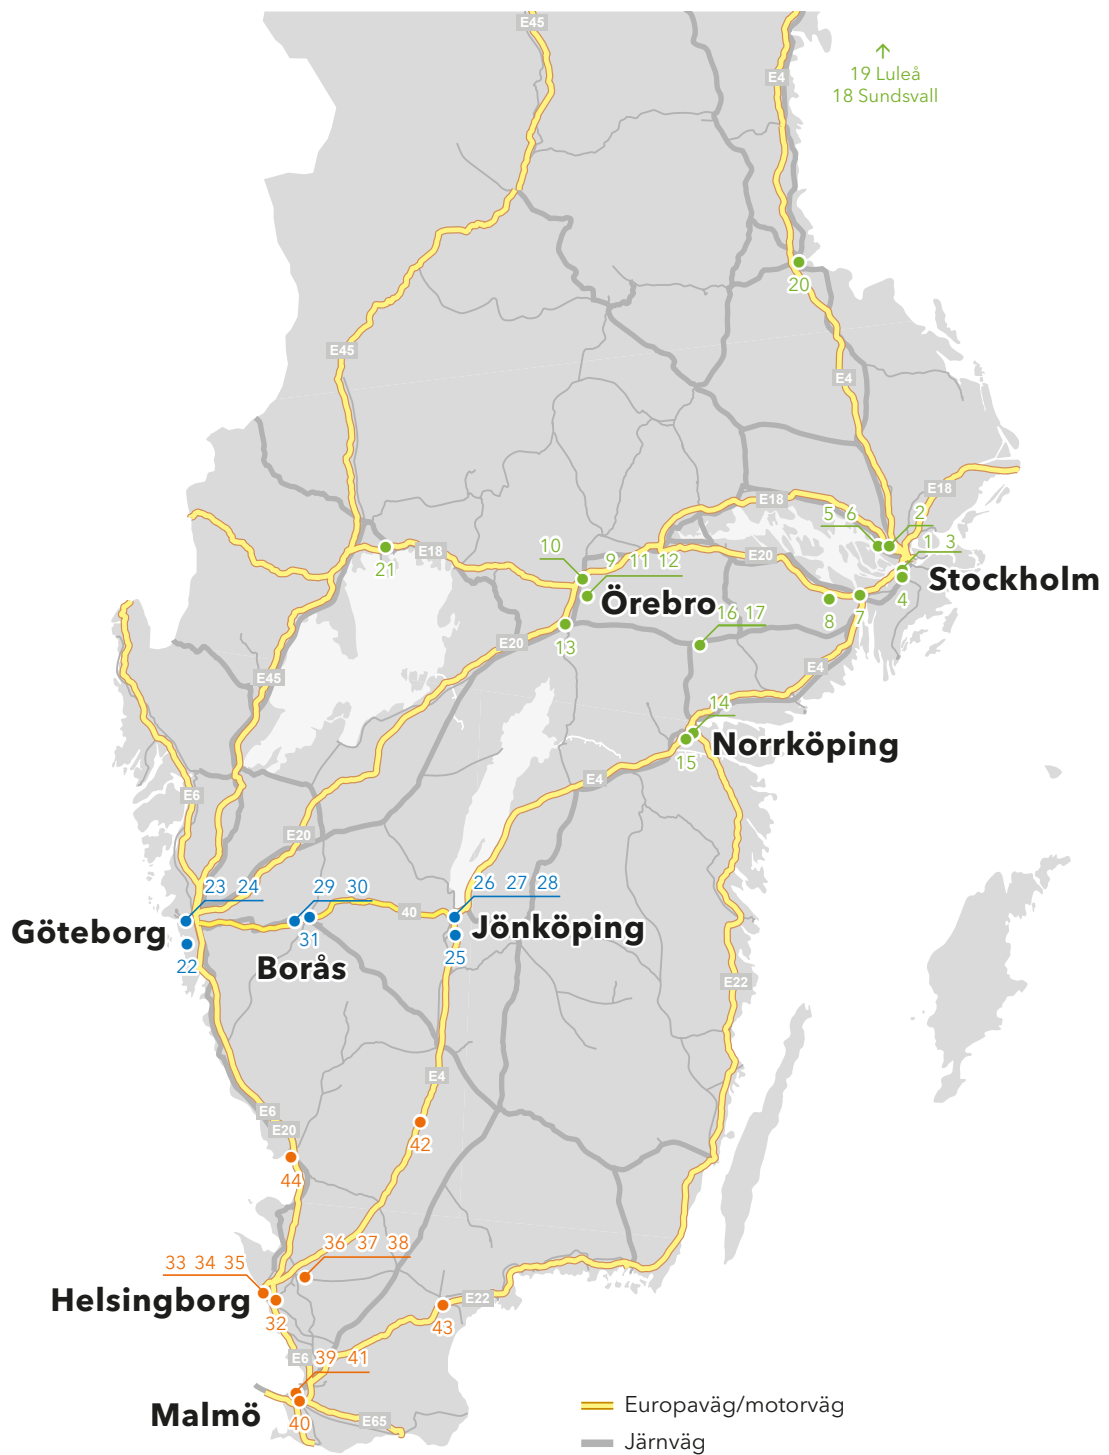 E45
E4
19 Luleå
18 Sundsvall
20
E45
E4
E18
E18
5 6
2
1 3
Stockholm
4
10
9 11 12
E18
E20
21
Örebro
8
7
16 17
13
E20
E4
E45
14
Norrköping
15
E4
E6
E20
23 24
29 30
26 27 28
40
Göteborg
31
Jönköping
22
Borås
25
E22
E4
E6
E20
42
44
36 37 38
33 34 35
Helsingborg
32
E22
43
E6
39 41
Malmö
40
E65
Europaväg/motorväg
Järnväg